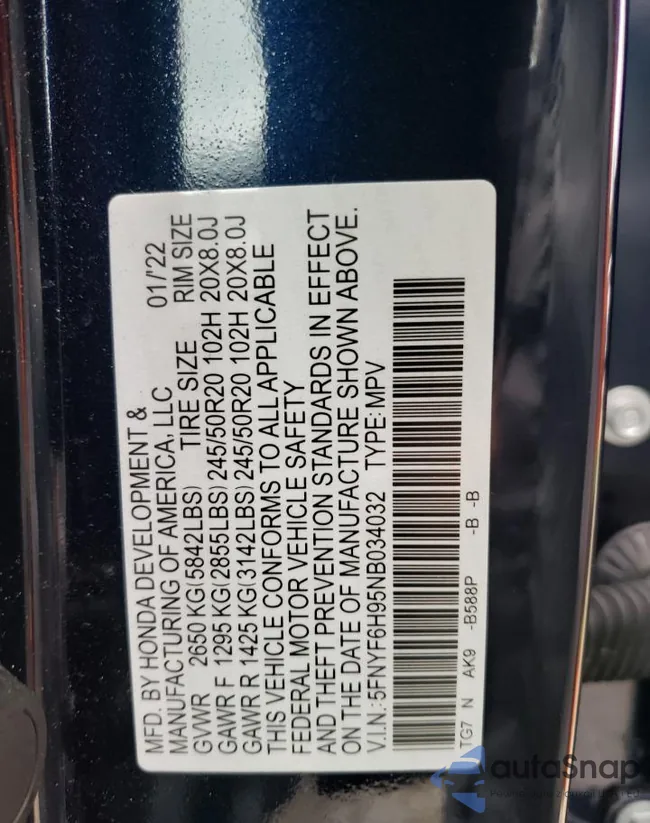 MFD. BY HONDA DEVELOPMENT &
MANUFACTURING OF AMERICA, LLC 01/'22
GVWR 2650 KG(5842LBS) TIRE SIZE RIM SIZE
GAWR F 1295 KG(2855LBS) 245/50R20 102H 20X8.0J
GAWR R 1425 KG(3142LBS) 245/50R20 102H 20X8.0J
THIS VEHICLE CONFORMS TO ALL APPLICABLE
FEDERAL MOTOR VEHICLE SAFETY
AND THEFT PREVENTION STANDARDS IN EFFECT
ON THE DATE OF MANUFACTURE SHOWN ABOVE.
V.I.N.: 5FNYF6H95NB034032 TYPE: MPV
TG7 N AK9 -B588P -B -B
autoSnap